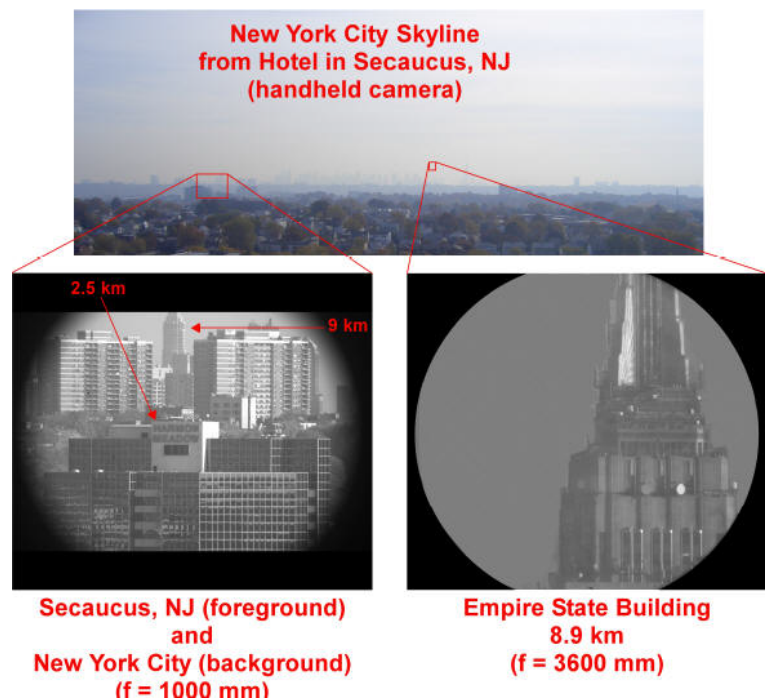 New York City Skyline
from Hotel in Secaucus, NJ
(handheld camera)
2.5 km
9 km
Secaucus, NJ (foreground)
and
New York City (background)
(f = 1000 mm)
Empire State Building
8.9 km
(f = 3600 mm)